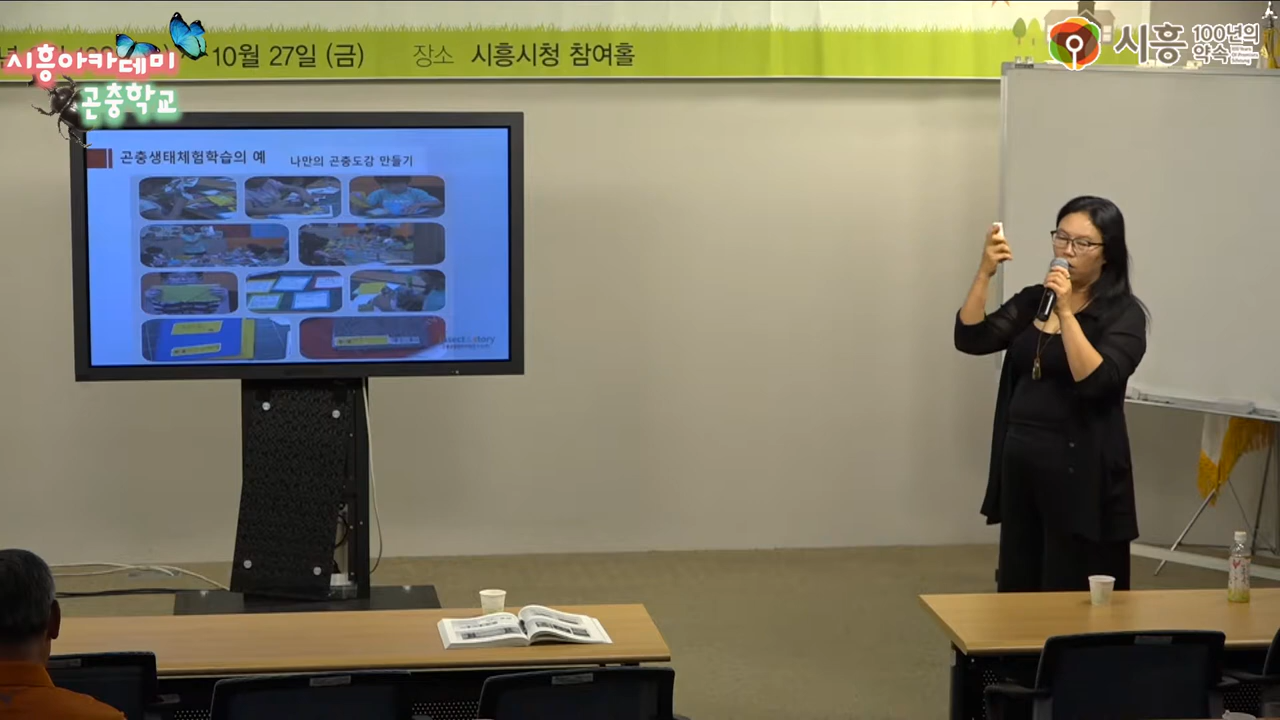 10월 27일 (금) 장소 시흥시청 참여홀
시흥아카데미
곤충학교
시흥 100년의
약속
곤충생태체험학습의 예 나만의 곤충도감 만들기